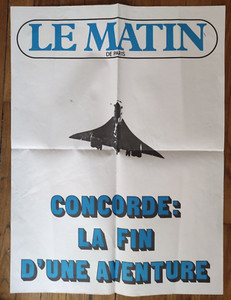 LE MATIN
DE PARIS
CONCORDE:
LA FIN
D'UNE AVENTURE